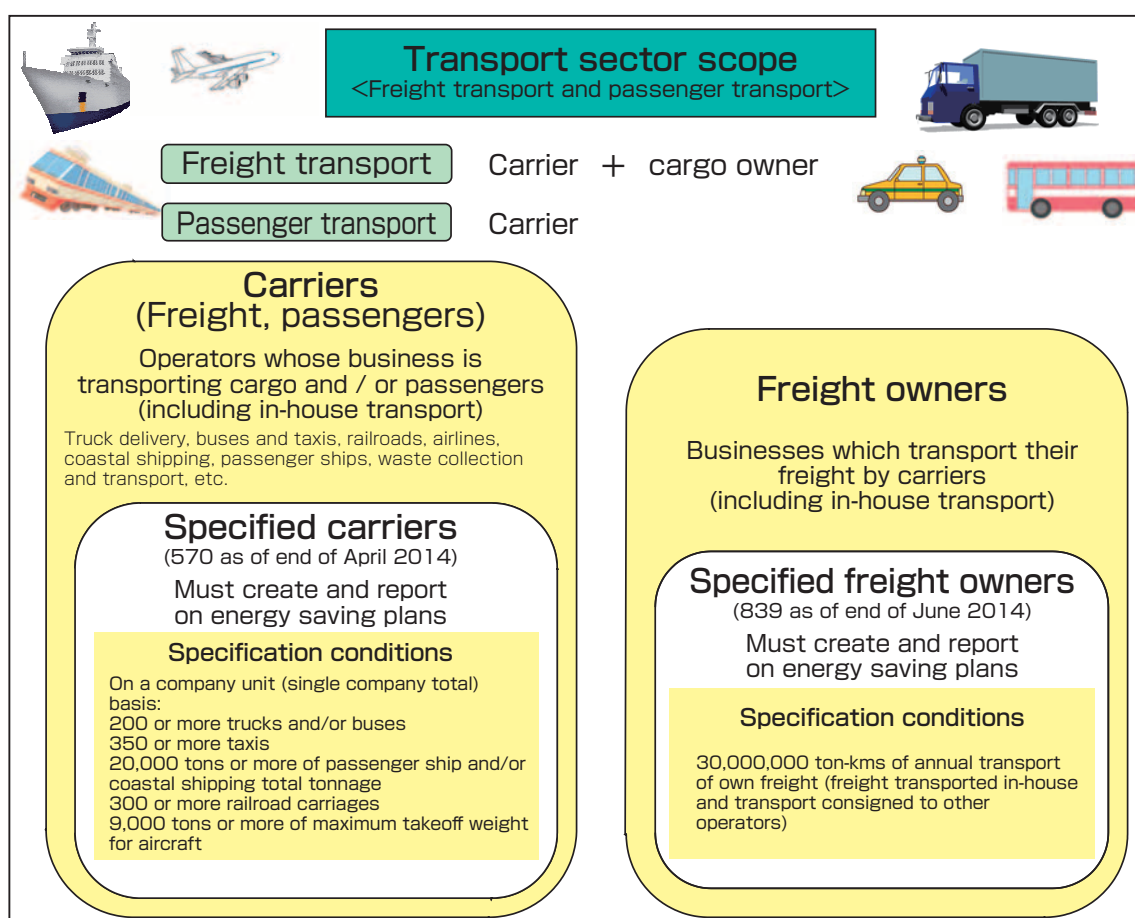 Transport sector scope
<Freight transport and passenger transport>
Freight transport Carrier + cargo owner
Passenger transport Carrier
Carriers
(Freight, passengers)
Operators whose business is
transporting cargo and / or passengers
(including in-house transport)
Truck delivery, buses and taxis, railroads, airlines,
coastal shipping, passenger ships, waste collection
and transport, etc.
Specified carriers
(570 as of end of April 2014)
Must create and report
on energy saving plans
Specification conditions
On a company unit (single company total)
basis:
200 or more trucks and/or buses
350 or more taxis
20,000 tons or more of passenger ship and/or
coastal shipping total tonnage
300 or more railroad carriages
9,000 tons or more of maximum takeoff weight
for aircraft
Freight owners
Businesses which transport their
freight by carriers
(including in-house transport)
Specified freight owners
(839 as of end of June 2014)
Must create and report
on energy saving plans
Specification conditions
30,000,000 ton-kms of annual transport
of own freight (freight transported in-house
and transport consigned to other
operators)